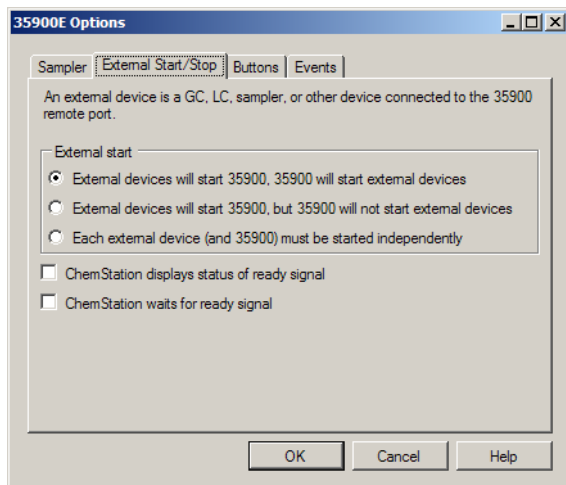 35900E Options
Sampler External Start/Stop Buttons Events
An external device is a GC, LC, sampler, or other device connected to the 35900
remote port.
External start
External devices will start 35900, 35900 will start external devices
External devices will start 35900, but 35900 will not start external devices
Each external device (and 35900) must be started independently
ChemStation displays status of ready signal
ChemStation waits for ready signal
OK Cancel Help